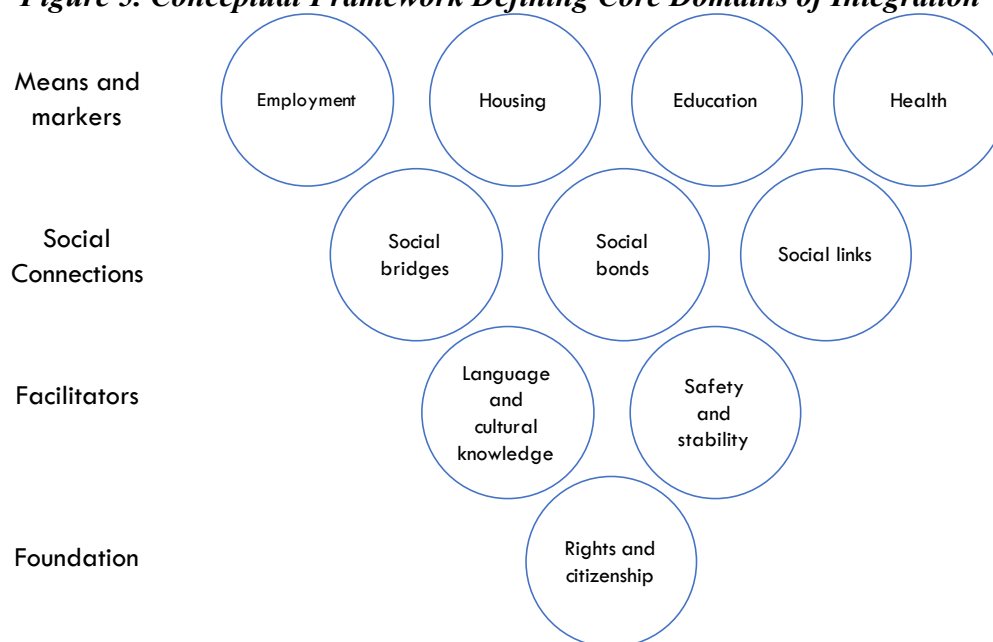 Figure 3. Conceptual Framework Defining Core Domains of Integration
Means and
markers
Employment
Housing
Education
Health
Social
Connections
Social
bridges
Social
bonds
Social links
Facilitators
Language
and
cultural
knowledge
Safety
and
stability
Foundation
Rights and
citizenship